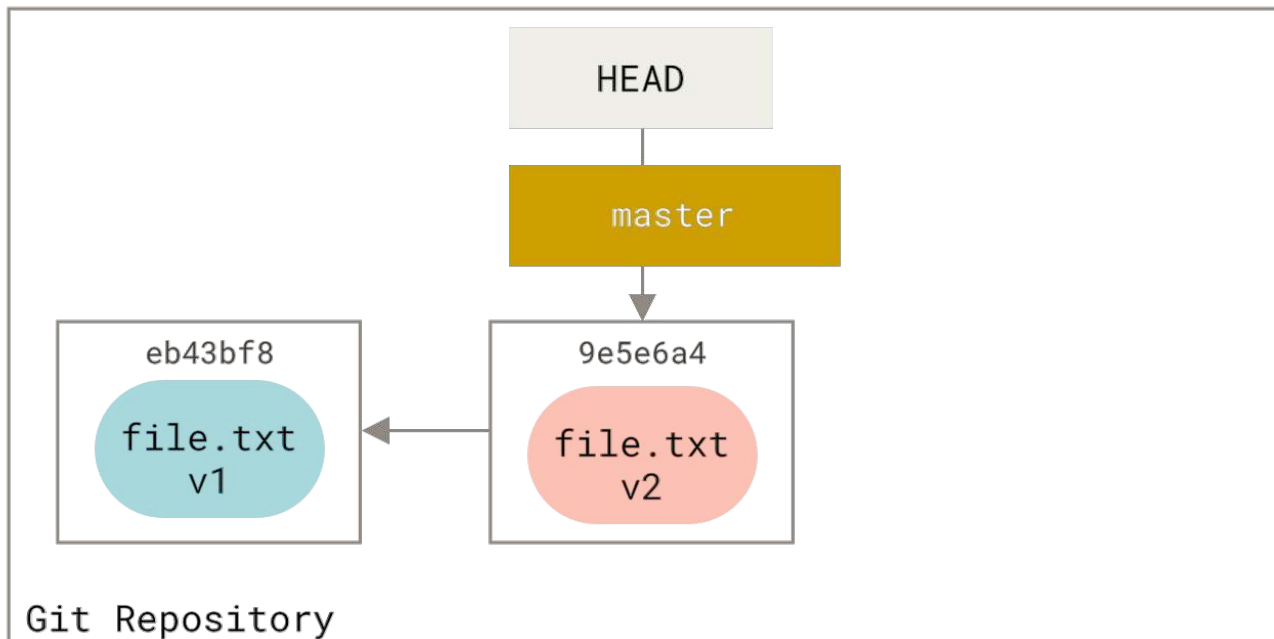 HEAD
master
eb43bf8
file.txt
v1
9e5e6a4
file.txt
v2
Git Repository